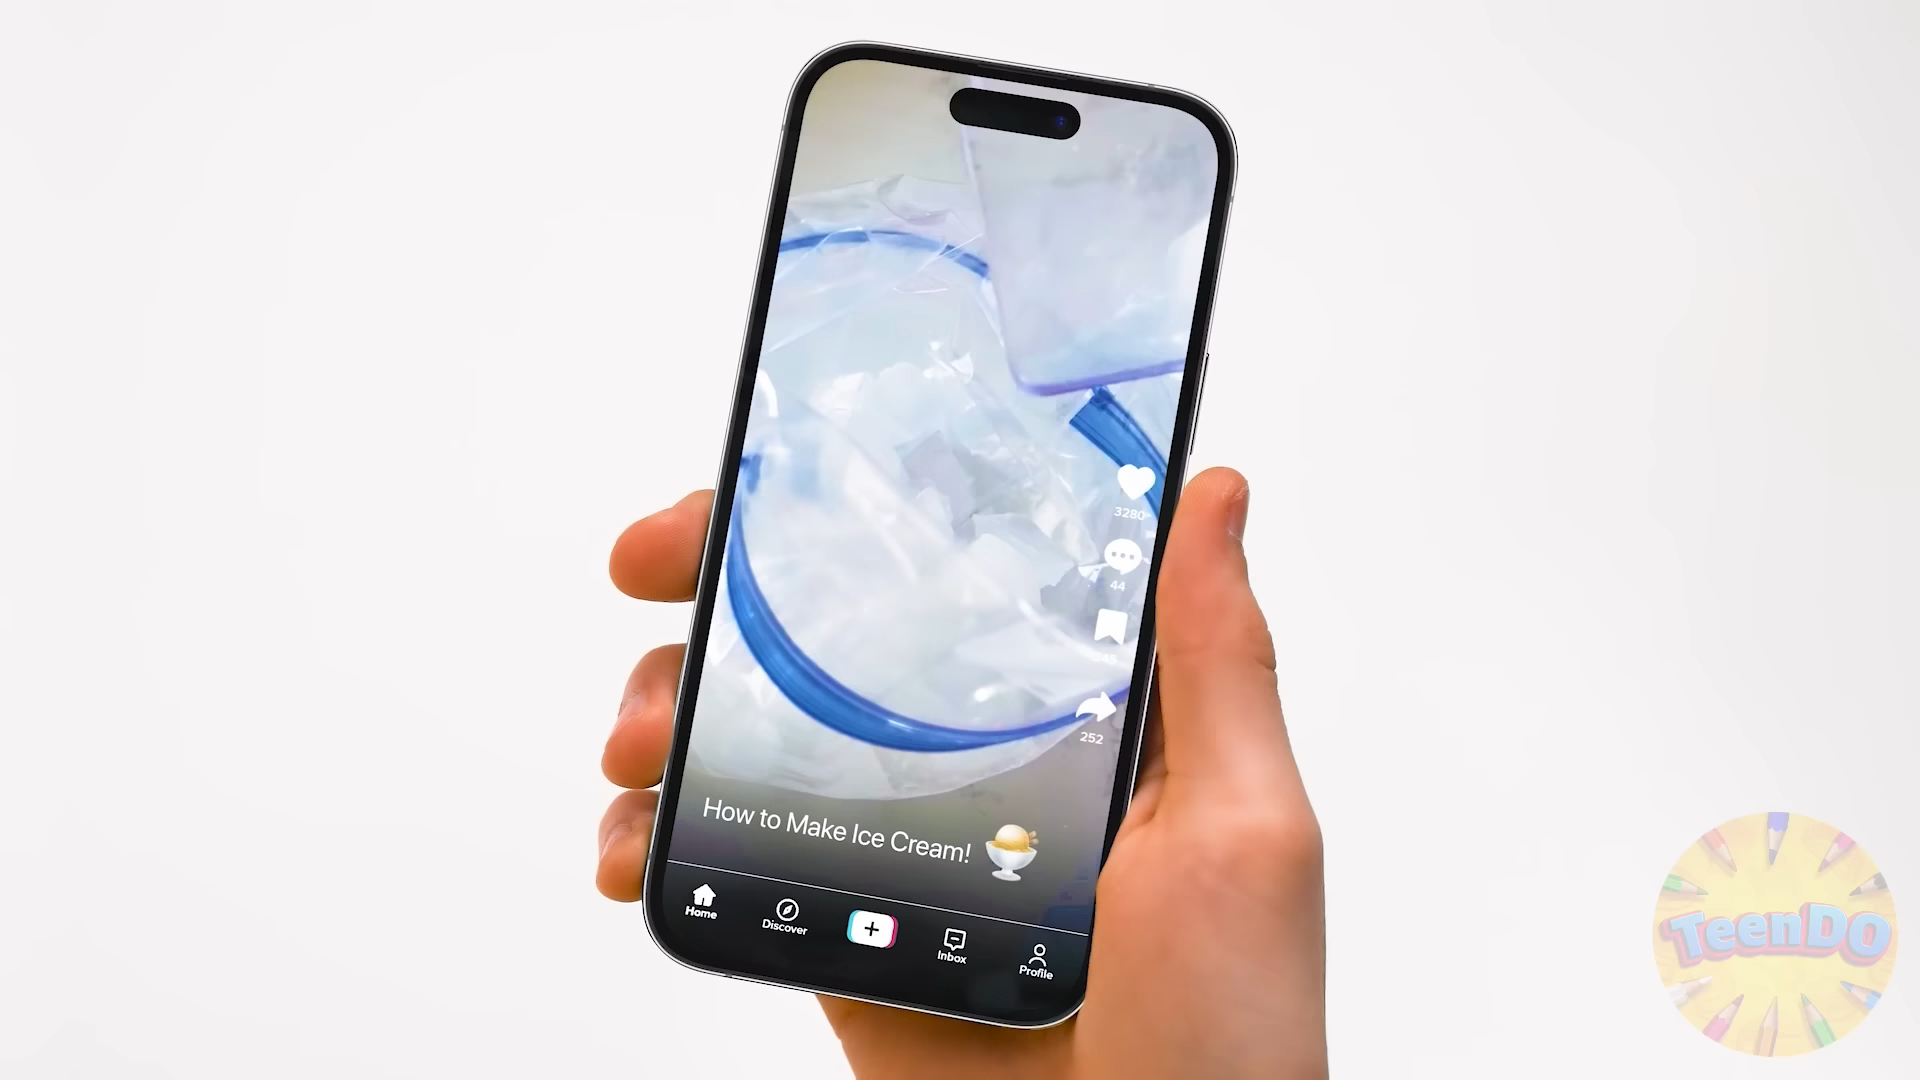 3280
44
252
How to Make Ice Cream!
Home
Discover
Inbox
Profile
TeenDO